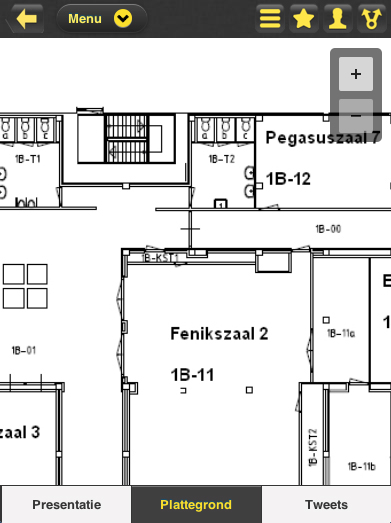 Menu
+
-
a b c
a b c
1B-T1
1B-T2
Pegasuszaal 7
1B-12
1B-00
1B-KST1
Fenikszaal 2
1B-11
1B-11a
1B-01
zaal 3
1B-KST2
1B-11b
Presentatie
Plattegrond
Tweets